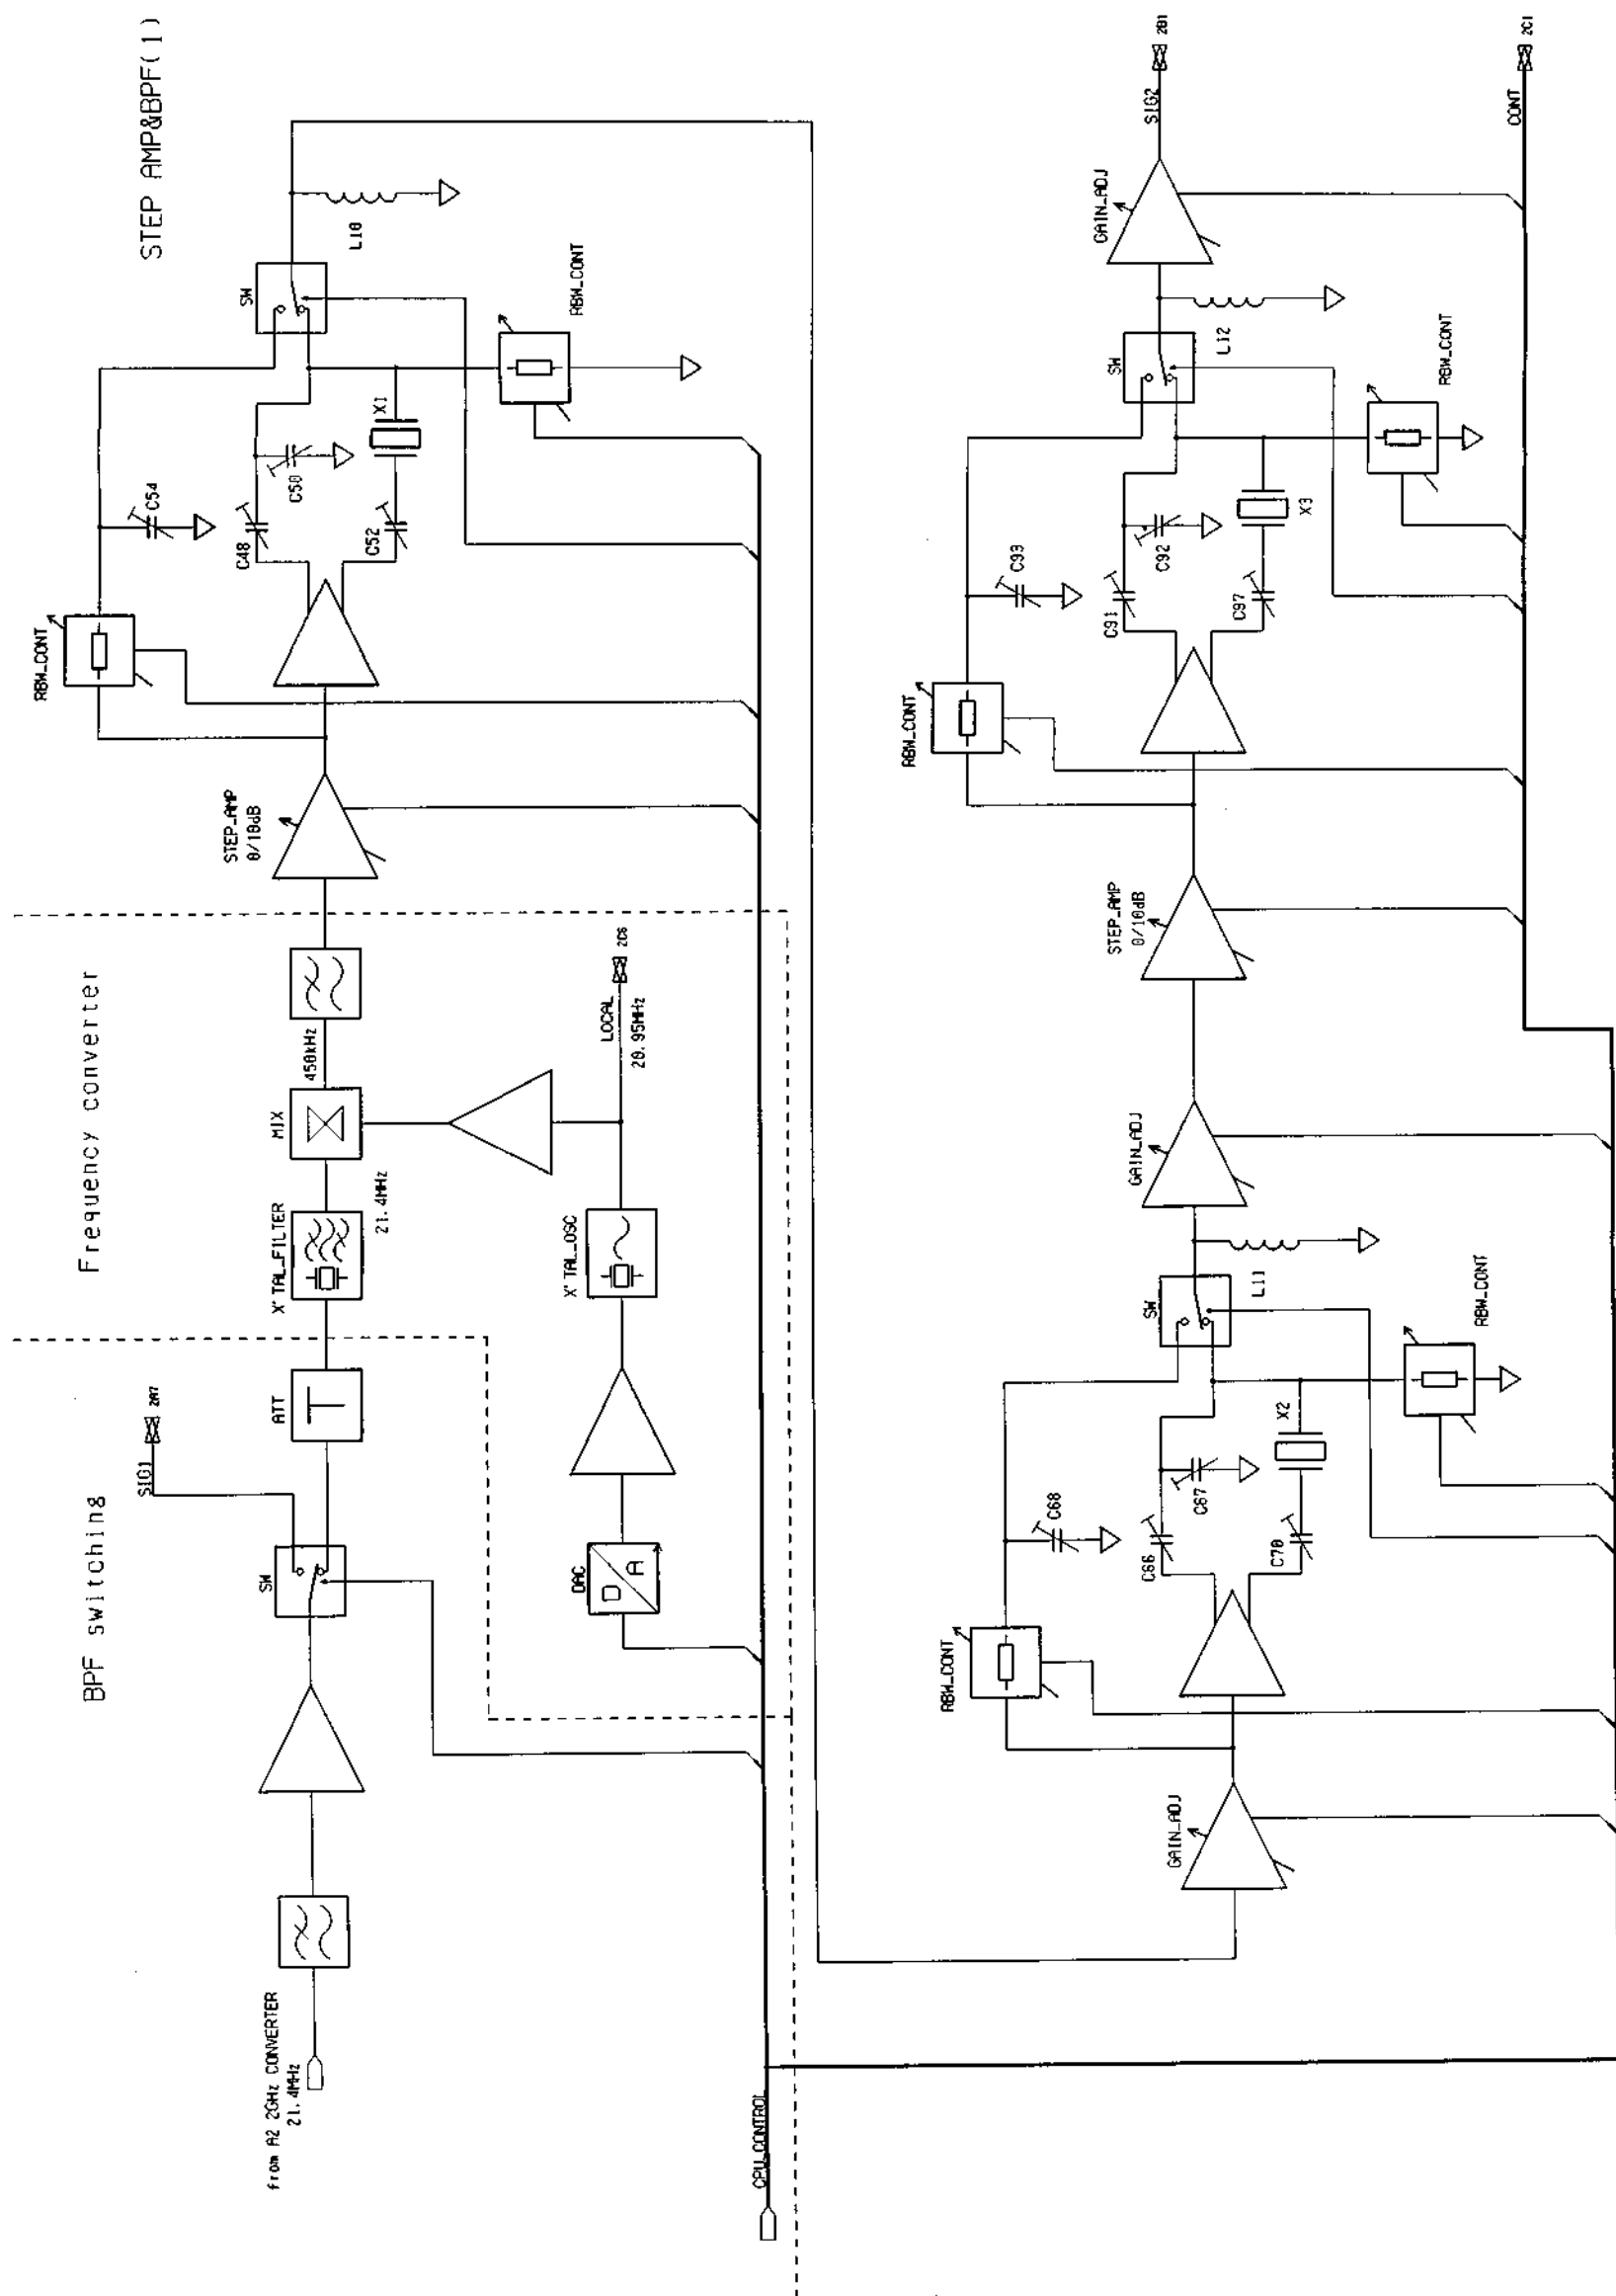 STEP AMP&BPF(1)
Frequency converter
BPF switching
from A2 2GHz CONVERTER
21.4MHz
SW
SIG1
2A7
ATT
X'TAL_FILTER
21.4MHz
MIX
450kHz
STEP_AMP
0/10dB
RBW_CONT
C54
C48
C50
C52
X1
SW
L10
RBW_CONT
DAC
D
A
X'TAL_OSC
LOCAL
20.95MHz
2C6
CPU_CONTROL
GAIN_ADJ
RBW_CONT
C68
C66
C67
C70
X2
SW
L11
RBW_CONT
GAIN_ADJ
STEP_AMP
0/10dB
RBW_CONT
C93
C91
C92
C97
X3
SW
L12
RBW_CONT
GAIN_ADJ
SIG2
2B1
CONT
2C1